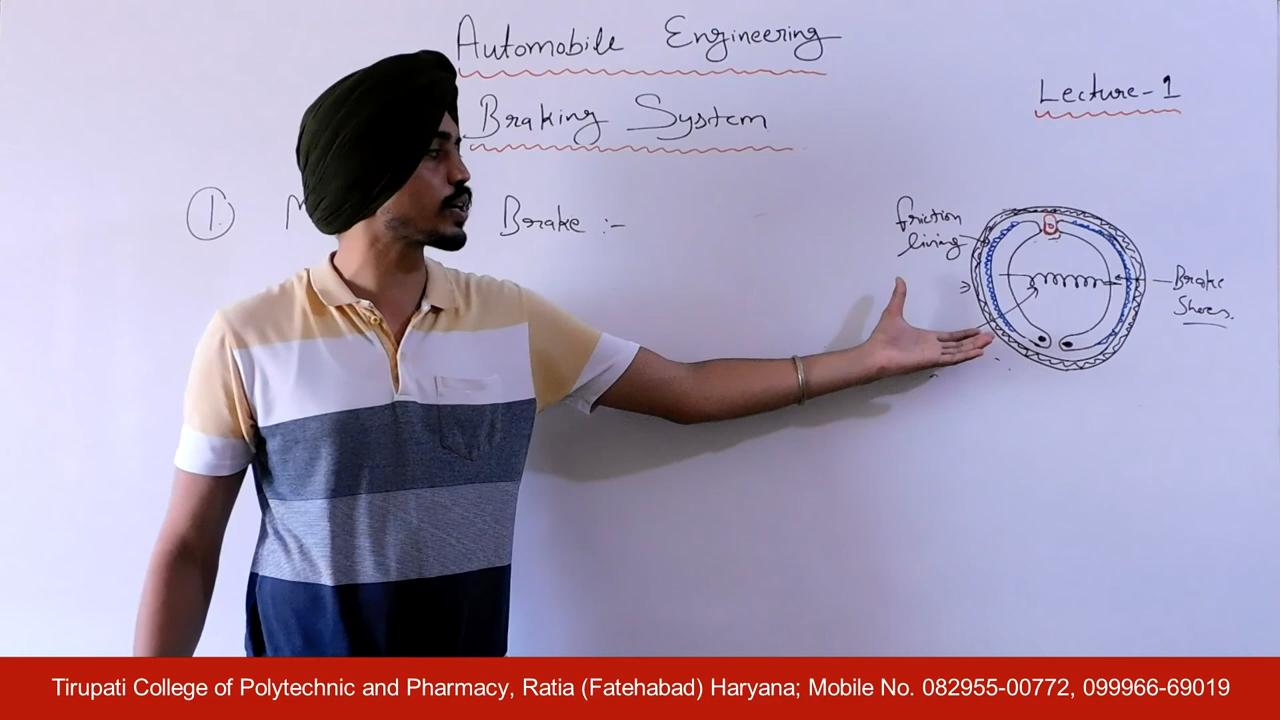 Automobile Engineering
Braking System
Lecture-1
1. Brake :-
friction
living
Brake
Shoes.
Tirupati College of Polytechnic and Pharmacy, Ratia (Fatehabad) Haryana; Mobile No. 082955-00772, 099966-69019